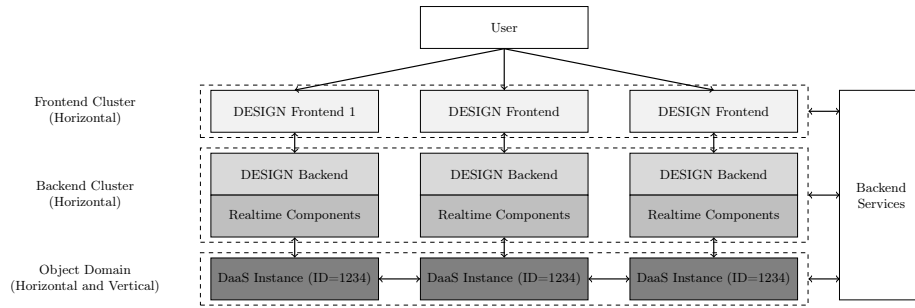 User
Frontend Cluster
(Horizontal)
DESIGN Frontend 1
DESIGN Frontend
DESIGN Frontend
Backend Cluster
(Horizontal)
DESIGN Backend
DESIGN Backend
DESIGN Backend
Realtime Components
Realtime Components
Realtime Components
Backend
Services
Object Domain
(Horizontal and Vertical)
DaaS Instance (ID=1234)
DaaS Instance (ID=1234)
DaaS Instance (ID=1234)